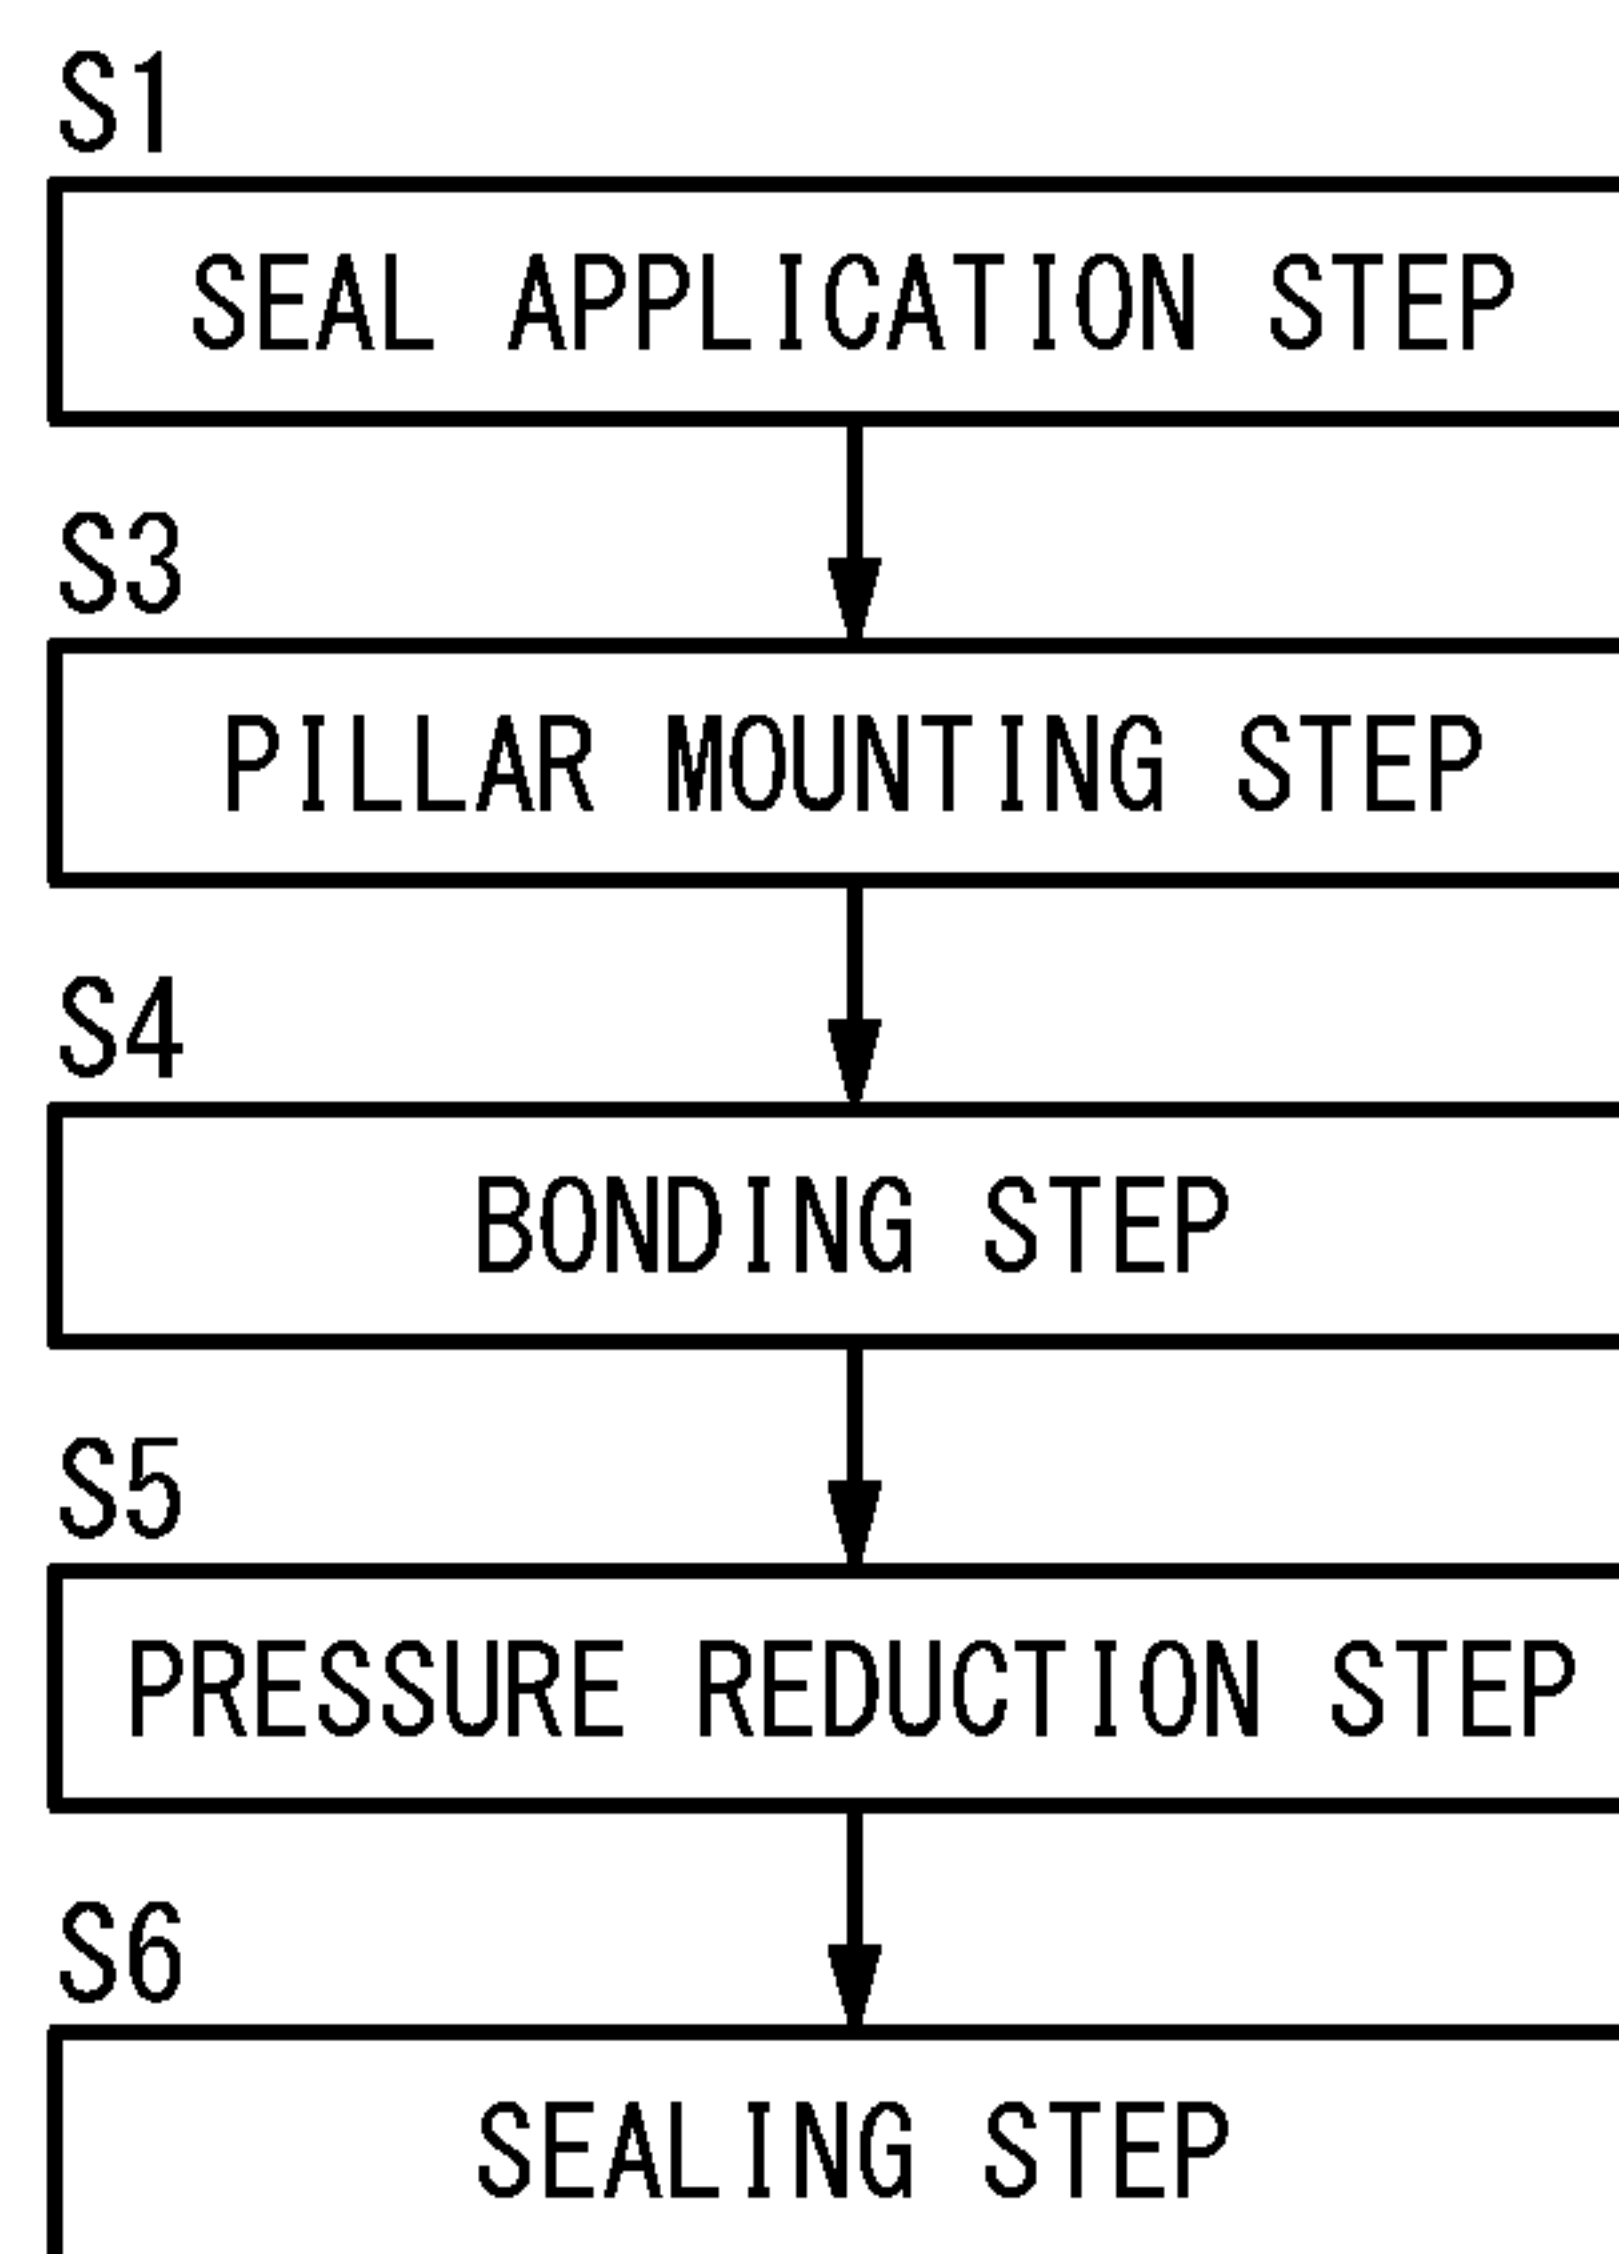 S1
SEAL APPLICATION STEP
S3
PILLAR MOUNTING STEP
S4
BONDING STEP
S5
PRESSURE REDUCTION STEP
S6
SEALING STEP